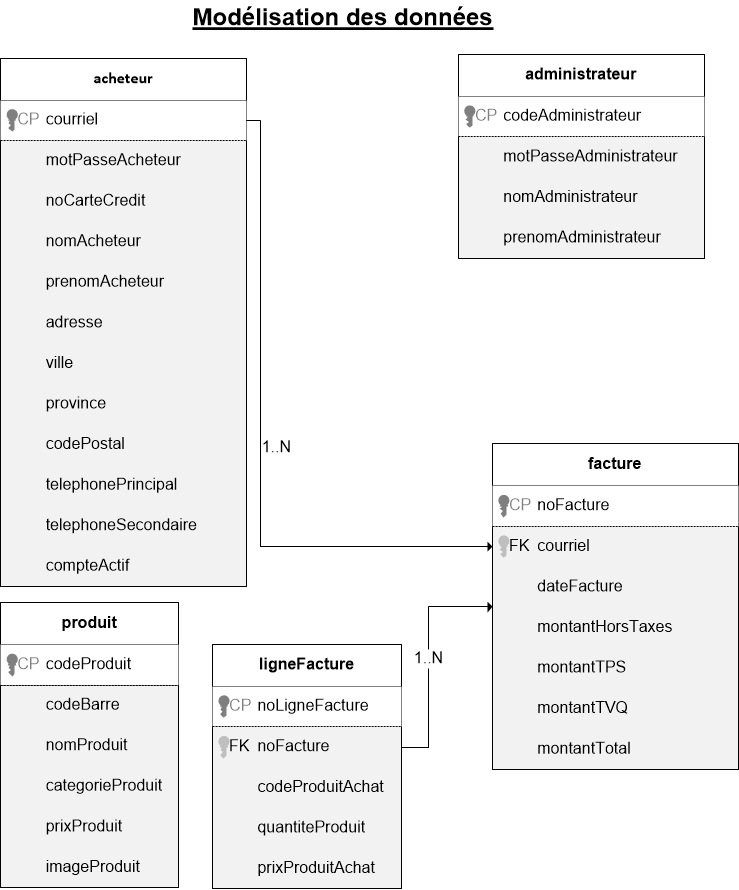 Modélisation des données
acheteur
CP courriel
motPasseAcheteur
noCarteCredit
nomAcheteur
prenomAcheteur
adresse
ville
province
codePostal
telephonePrincipal
telephoneSecondaire
compteActif
administrateur
CP codeAdministrateur
motPasseAdministrateur
nomAdministrateur
prenomAdministrateur
1..N
facture
CP noFacture
FK courriel
dateFacture
montantHorsTaxes
montantTPS
montantTVQ
montantTotal
produit
CP codeProduit
codeBarre
nomProduit
categorieProduit
prixProduit
imageProduit
ligneFacture
CP noLigneFacture
FK noFacture
codeProduitAchat
quantiteProduit
prixProduitAchat
1..N